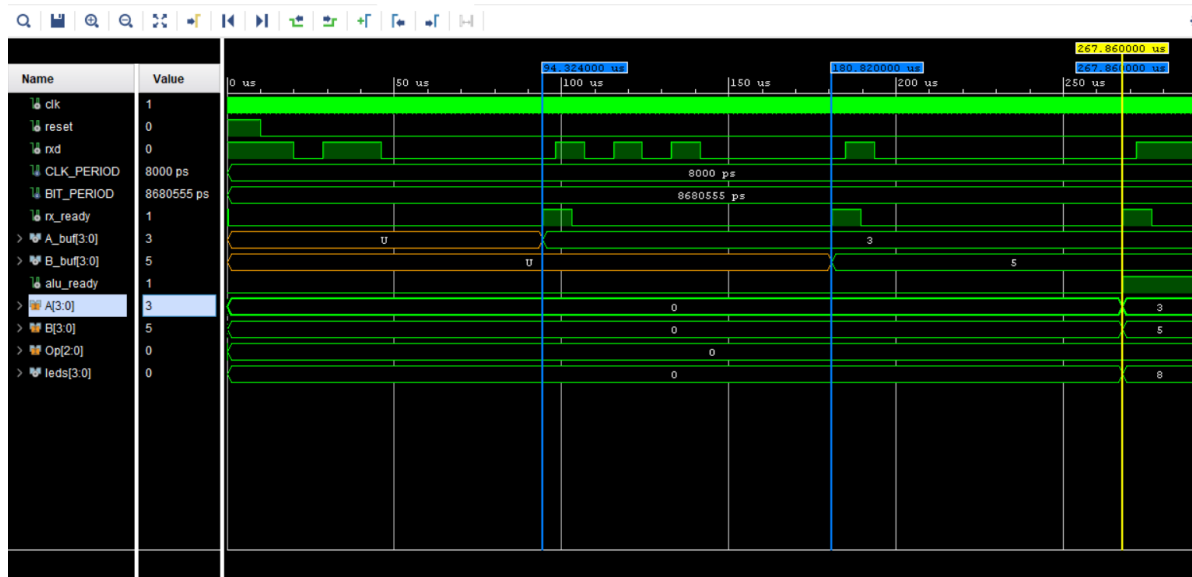 267.860000 us
94.324000 us 180.820000 us 267.860000 us
Name Value
0 us 50 us 100 us 150 us 200 us 250 us
clk 1
reset 0
rxd 0
CLK_PERIOD 8000 ps 8000 ps
BIT_PERIOD 8680555 ps 8680555 ps
rx_ready 1
A_buf[3:0] 3 U 3
B_buf[3:0] 5 U 5
alu_ready 1
A[3:0] 3 0 3
B[3:0] 5 0 5
Op[2:0] 0 0
leds[3:0] 0 0 8